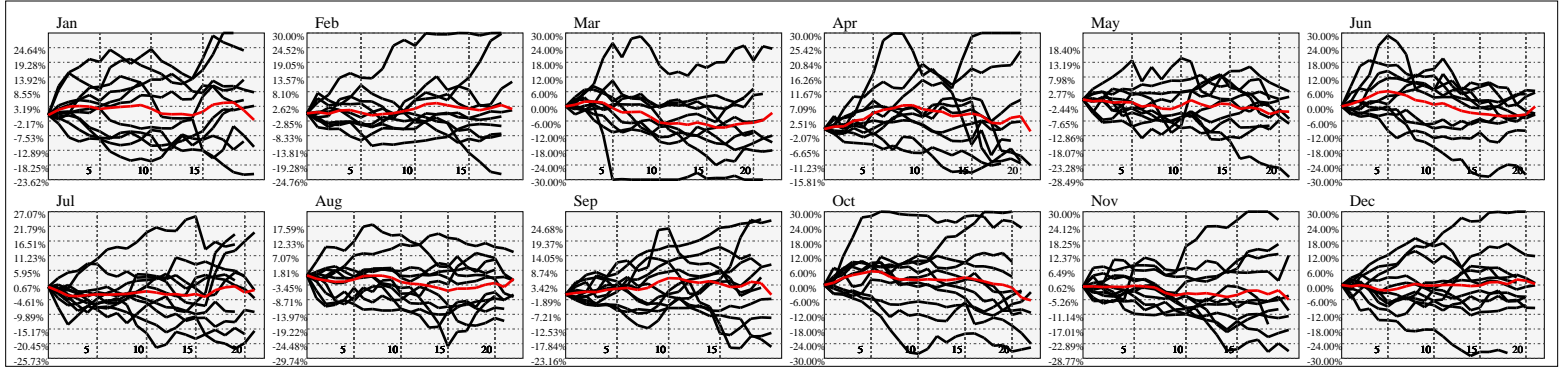 Jan Feb Mar Apr May Jun
24.64% 30.00% 30.00% 30.00% 18.40% 30.00%
19.28% 24.52% 24.00% 25.42% 13.19% 24.00%
13.92% 19.05% 18.00% 20.84% 7.98% 18.00%
8.55% 13.57% 12.00% 16.26% 2.77% 12.00%
3.19% 8.10% 6.00% 11.67% -2.44% 6.00%
-2.17% 2.62% 0.00% 7.09% -7.65% 0.00%
-7.53% -2.85% -6.00% 2.51% -12.86% -6.00%
-12.89% -8.33% -12.00% -2.07% -18.07% -12.00%
-18.25% -13.81% -18.00% -6.65% -23.28% -18.00%
-23.62% -19.28% -24.00% -11.23% -28.49% -24.00%
-24.76% -30.00% -15.81% -30.00%
5 10 15 5 10 15 5 10 15 20 5 10 15 20 5 10 15 20 5 10 15 20
Jul Aug Sep Oct Nov Dec
27.07% 17.59% 24.68% 30.00% 30.00% 30.00%
21.79% 12.33% 19.37% 24.00% 24.12% 24.00%
16.51% 7.07% 14.05% 18.00% 18.25% 18.00%
11.23% 1.81% 8.74% 12.00% 12.37% 12.00%
5.95% -3.45% 3.42% 6.00% 6.49% 6.00%
0.67% -8.71% -1.89% 0.00% 0.62% 0.00%
-4.61% -13.97% -7.21% -6.00% -5.26% -6.00%
-9.89% -19.22% -12.53% -12.00% -11.14% -12.00%
-15.17% -24.48% -17.84% -18.00% -17.01% -18.00%
-20.45% -29.74% -23.16% -24.00% -22.89% -24.00%
-25.73% -30.00% -28.77% -30.00%
5 10 15 20 5 10 15 20 5 10 15 20 5 10 15 20 5 10 15 5 10 15 20